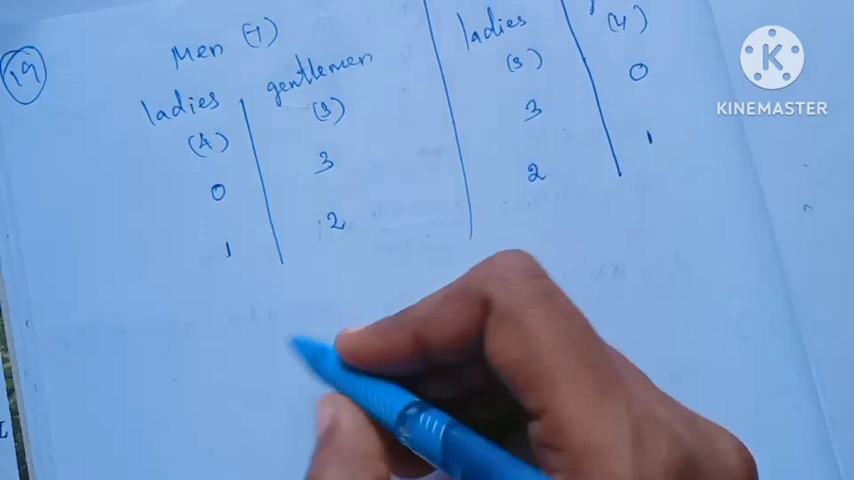 19
Men (7)
ladies gentlemen ladies
(4) (3) (3) (4)
0 3 3 0
1 2 2 1
KINEMASTER